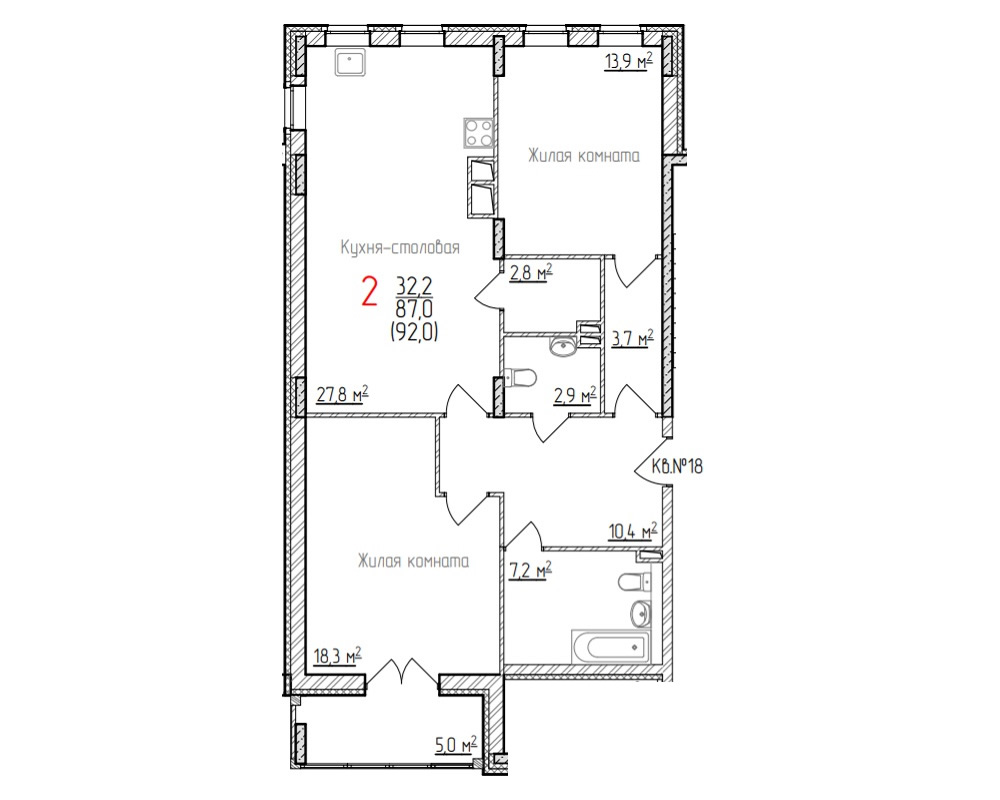 13,9 м²
Жилая комната
Кухня-столовая
2
32,2
87,0
(92,0)
2,8 м²
3,7 м²
27,8 м²
2,9 м²
Кв.№18
10,4 м²
Жилая комната
7,2 м²
18,3 м²
5,0 м²